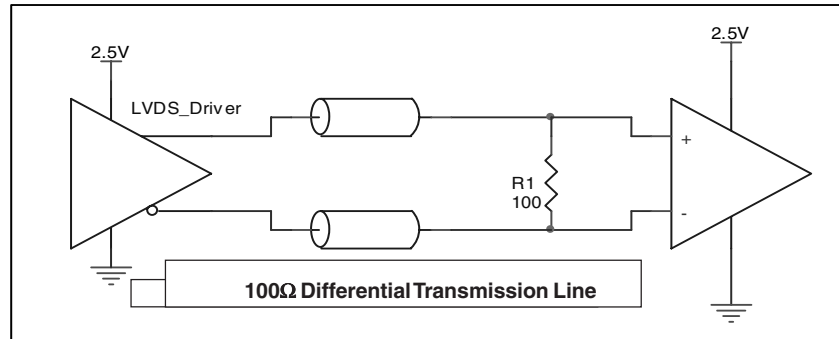 2.5V
2.5V
LVDS_Driver
+
R1
100
-
100Ω Differential Transmission Line